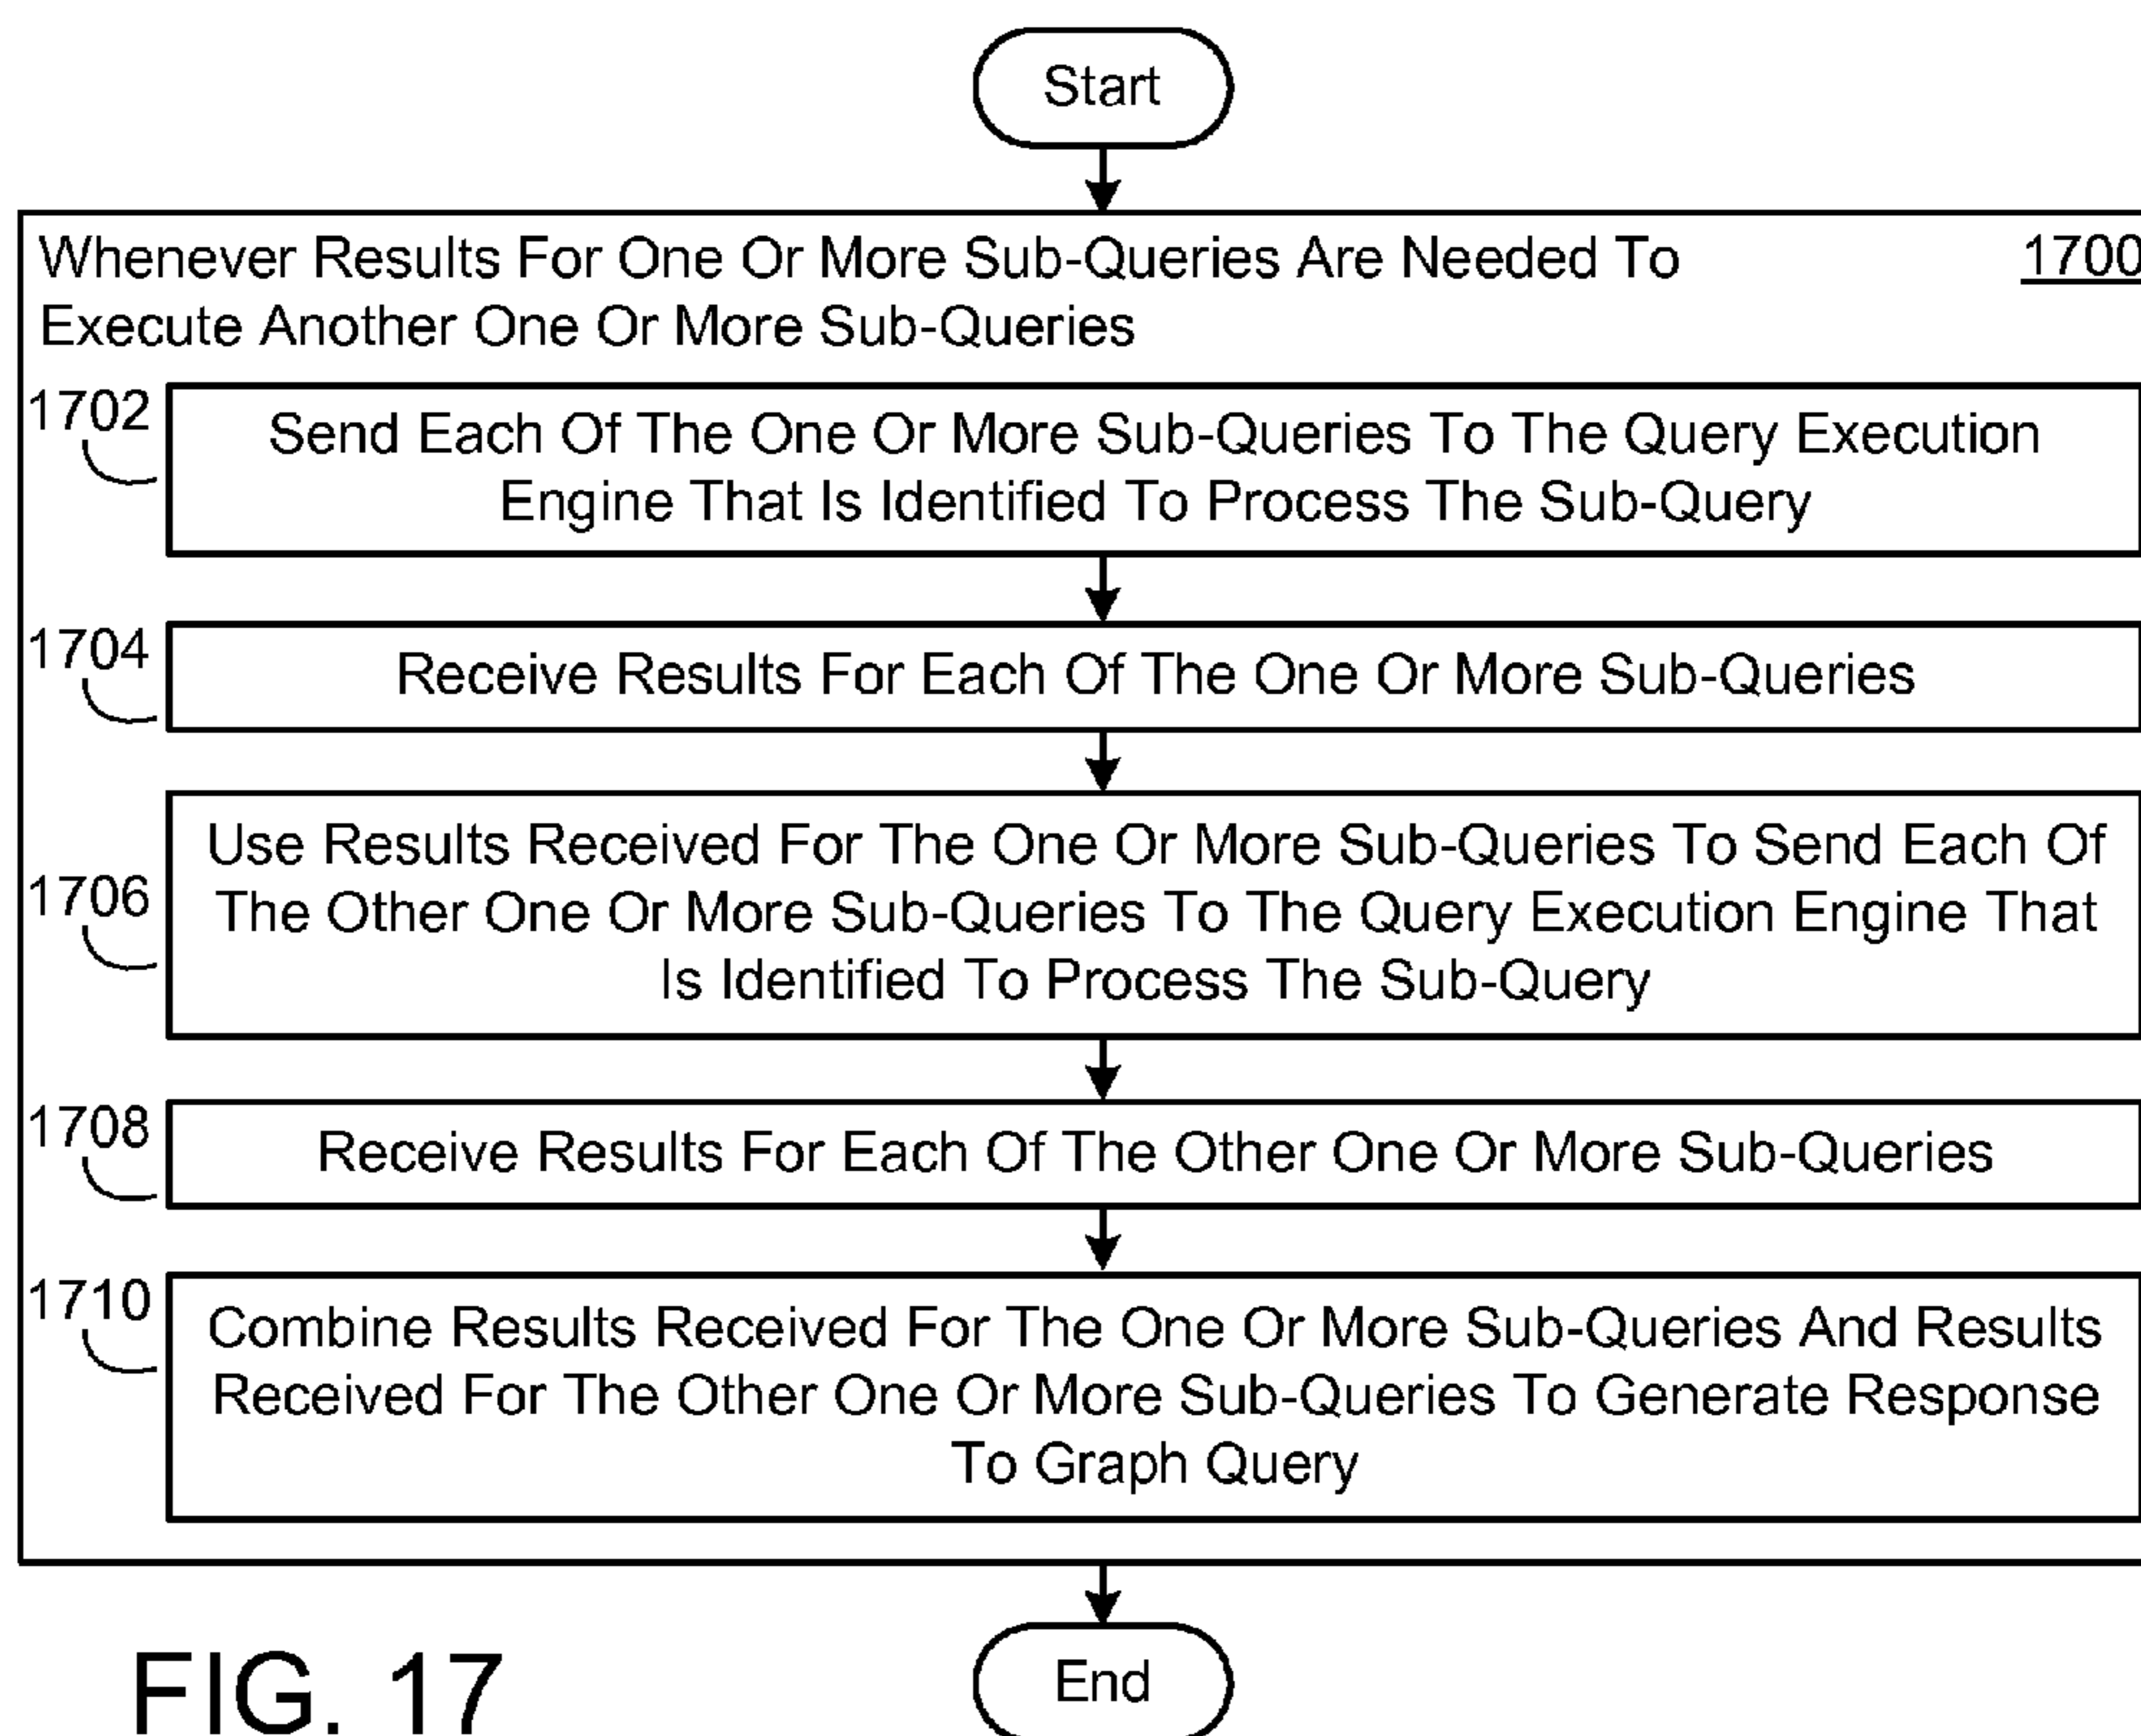 Start
Whenever Results For One Or More Sub-Queries Are Needed To
1700
Execute Another One Or More Sub-Queries
1702
Send Each Of The One Or More Sub-Queries To The Query Execution
Engine That Is Identified To Process The Sub-Query
1704
Receive Results For Each Of The One Or More Sub-Queries
1706
Use Results Received For The One Or More Sub-Queries To Send Each Of
The Other One Or More Sub-Queries To The Query Execution Engine That
Is Identified To Process The Sub-Query
1708
Receive Results For Each Of The Other One Or More Sub-Queries
1710
Combine Results Received For The One Or More Sub-Queries And Results
Received For The Other One Or More Sub-Queries To Generate Response
To Graph Query
End
FIG. 17